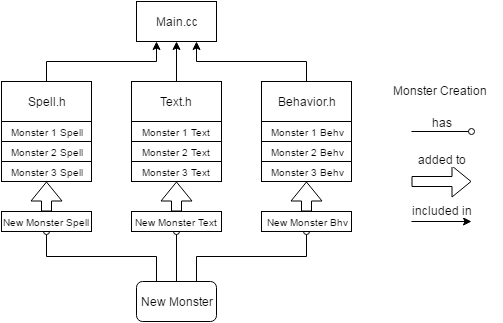 Main.cc
Spell.h
Text.h
Behavior.h
Monster Creation
Monster 1 Spell
Monster 1 Text
Monster 1 Behv
has
Monster 2 Spell
Monster 2 Text
Monster 2 Behv
Monster 3 Spell
Monster 3 Text
Monster 3 Behv
added to
New Monster Spell
New Monster Text
New Monster Bhv
included in
New Monster